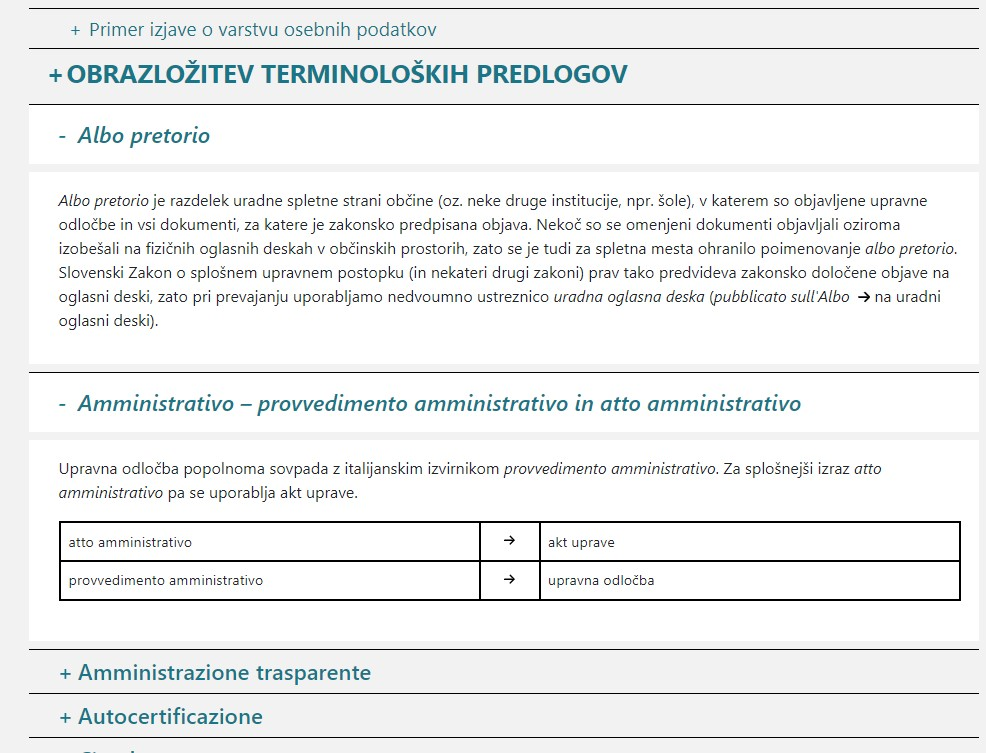 + Primer izjave o varstvu osebnih podatkov
+ OBRAZLOŽITEV TERMINOLOŠKIH PREDLOGOV
- Albo pretorio
Albo pretorio je razdelek uradne spletne strani občine (oz. neke druge institucije, npr. šole), v katerem so objavljene upravne
odločbe in vsi dokumenti, za katere je zakonsko predpisana objava. Nekoč so se omenjeni dokumenti objavljali oziroma
izobešali na fizičnih oglasnih deskah v občinskih prostorih, zato se je tudi za spletna mesta ohranilo poimenovanje albo pretorio.
Slovenski Zakon o splošnem upravnem postopku (in nekateri drugi zakoni) prav tako predvideva zakonsko določene objave na
oglasni deski, zato pri prevajanju uporabljamo nedvoumno ustreznico uradna oglasna deska (pubblicato sull'Albo → na uradni
oglasni deski).
- Amministrativo – provvedimento amministrativo in atto amministrativo
Upravna odločba popolnoma sovpada z italijanskim izvirnikom provvedimento amministrativo. Za splošnejši izraz atto
amministrativo pa se uporablja akt uprave.
atto amministrativo → akt uprave
provvedimento amministrativo → upravna odločba
+ Amministrazione trasparente
+ Autocertificazione